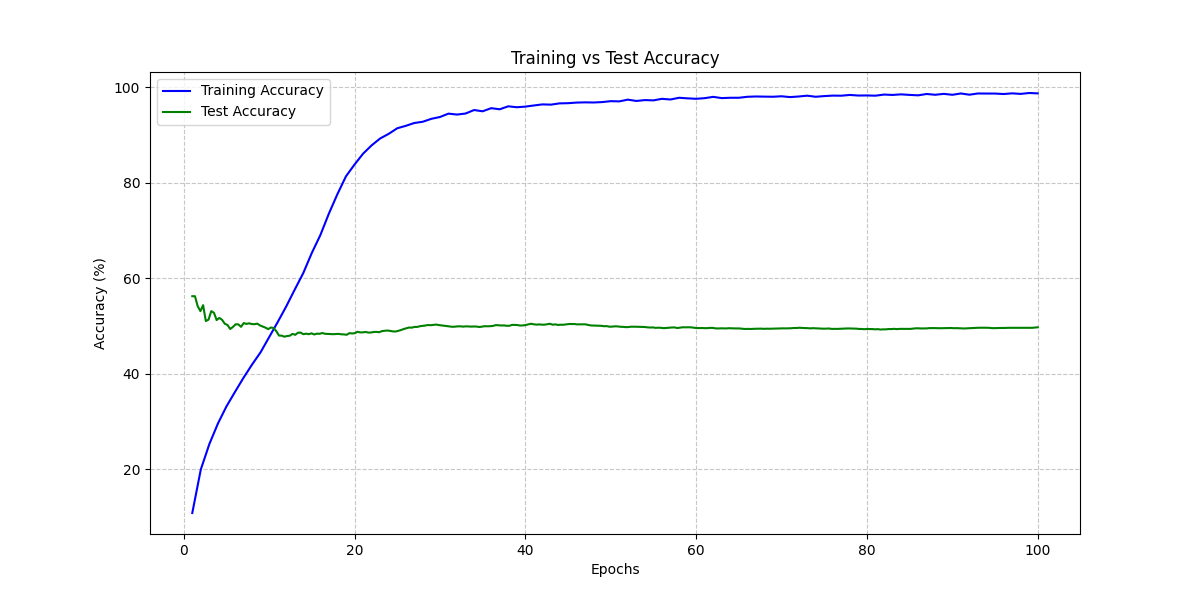 Training vs Test Accuracy
Training Accuracy
Test Accuracy
Accuracy (%)
100
80
60
40
20
0 20 40 60 80 100
Epochs